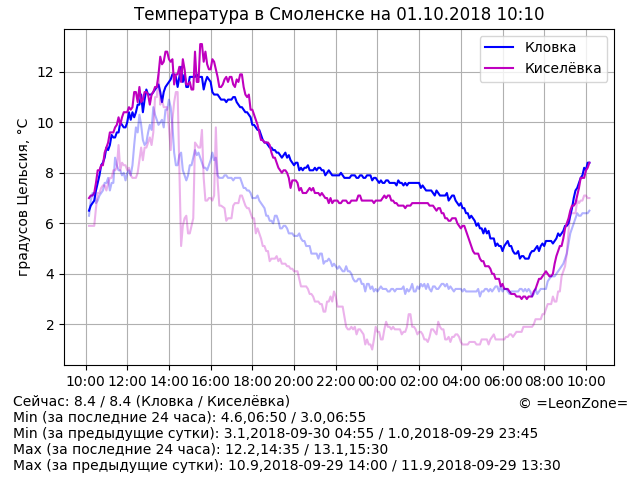 Температура в Смоленске на 01.10.2018 10:10
Кловка
Киселёвка
градусов Цельсия, °C
12
10
8
6
4
2
10:00 12:00 14:00 16:00 18:00 20:00 22:00 00:00 02:00 04:00 06:00 08:00 10:00
Сейчас: 8.4 / 8.4 (Кловка / Киселёвка)
© =LeonZone=
Min (за последние 24 часа): 4.6,06:50 / 3.0,06:55
Min (за предыдущие сутки): 3.1,2018-09-30 04:55 / 1.0,2018-09-29 23:45
Max (за последние 24 часа): 12.2,14:35 / 13.1,15:30
Max (за предыдущие сутки): 10.9,2018-09-29 14:00 / 11.9,2018-09-29 13:30